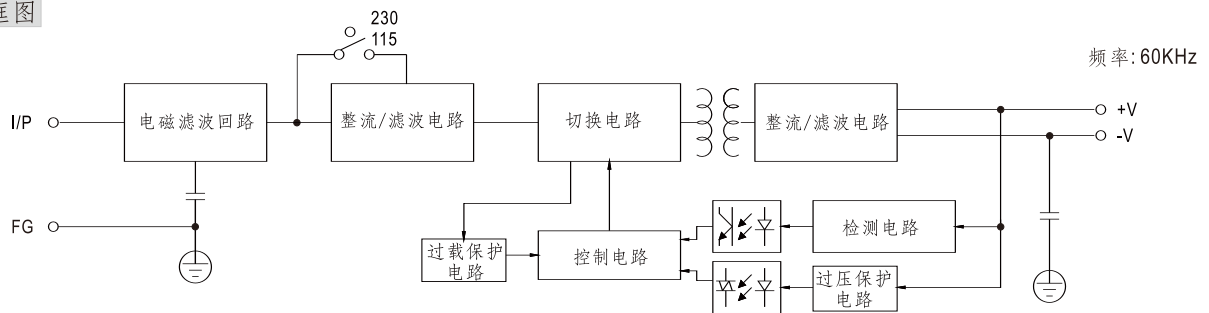 框图
230
115
频率: 60KHz
I/P
电磁滤波回路
整流/滤波电路
切换电路
整流/滤波电路
+V
-V
FG
过载保护
电路
控制电路
检测电路
过压保护
电路